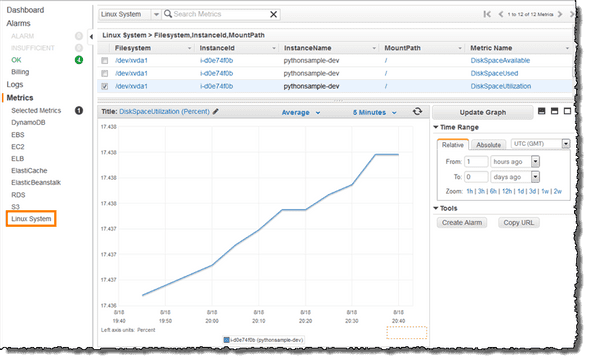 Dashboard
Alarms
ALARM 0
INSUFFICIENT 0
OK 4
Billing
Logs
Metrics
Selected Metrics 1
DynamoDB
EBS
EC2
ELB
ElastiCache
ElasticBeanstalk
RDS
S3
Linux System
Linux System Search Metrics X 1 to 12 of 12 Metrics
Linux System > Filesystem,InstanceId,MountPath
Filesystem InstanceId InstanceName MountPath Metric Name
/dev/xvda1 i-d0e74f0b pythonsample-dev / DiskSpaceAvailable
/dev/xvda1 i-d0e74f0b pythonsample-dev / DiskSpaceUsed
/dev/xvda1 i-d0e74f0b pythonsample-dev / DiskSpaceUtilization
Title: DiskSpaceUtilization (Percent) Average 5 Minutes
17.438
17.438
17.438
17.437
17.437
17.437
17.436
8/18 8/18 8/18 8/18 8/18 8/18 8/18
19:40 19:50 20:00 20:10 20:20 20:30 20:40
Left axis units: Percent
i-d0e74f0b (pythonsample-dev)
Update Graph
Time Range
Relative Absolute UTC (GMT)
From: 1 hours ago
To: 0 days ago
Zoom: 1h | 3h | 6h | 12h | 1d | 3d | 1w | 2w
Tools
Create Alarm Copy URL